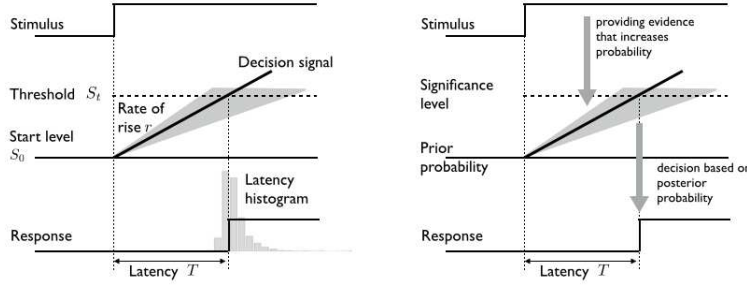 Stimulus
Decision signal
Threshold S_t
Rate of
rise r
Start level
S_0
Latency
histogram
Response
Latency T
Stimulus
providing evidence
that increases
probability
Significance
level
Prior
probability
decision based on
posterior
probability
Response
Latency T